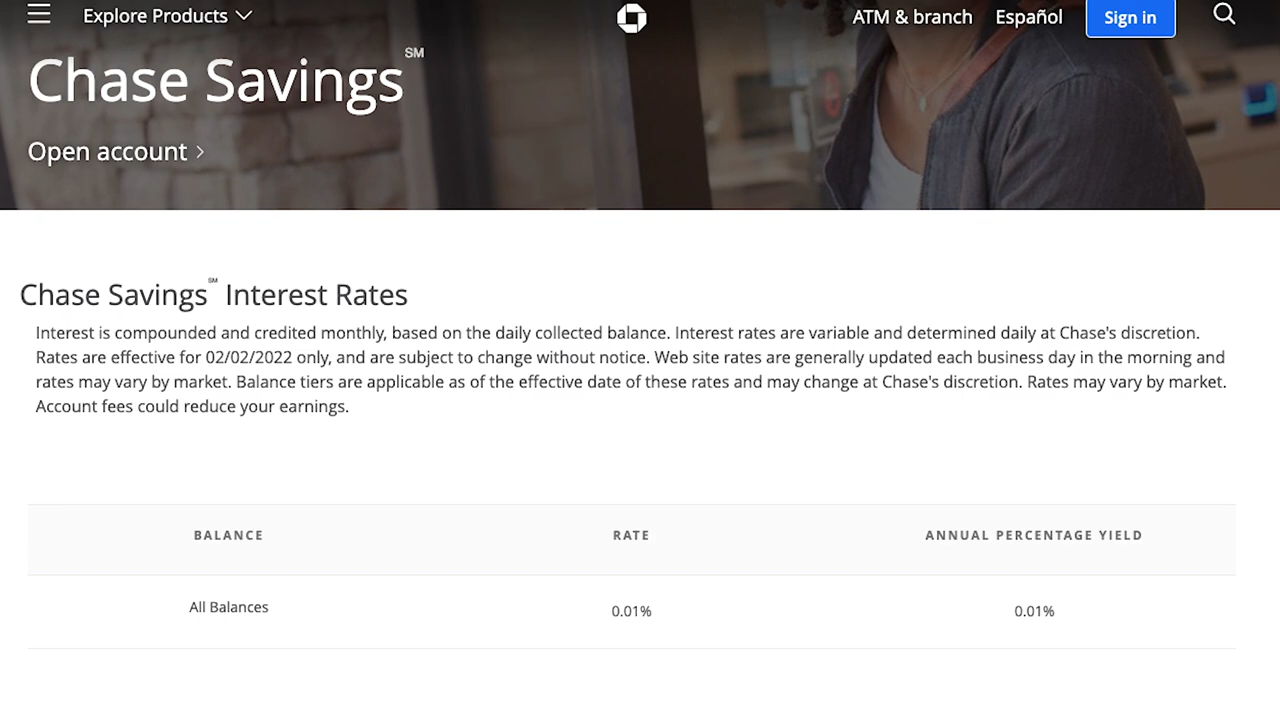 Explore Products
ATM & branch
Español
Sign in
Chase Savings℠
Open account
Chase Savings℠ Interest Rates
Interest is compounded and credited monthly, based on the daily collected balance. Interest rates are variable and determined daily at Chase's discretion.
Rates are effective for 02/02/2022 only, and are subject to change without notice. Web site rates are generally updated each business day in the morning and
rates may vary by market. Balance tiers are applicable as of the effective date of these rates and may change at Chase's discretion. Rates may vary by market.
Account fees could reduce your earnings.
BALANCE RATE ANNUAL PERCENTAGE YIELD
All Balances 0.01% 0.01%